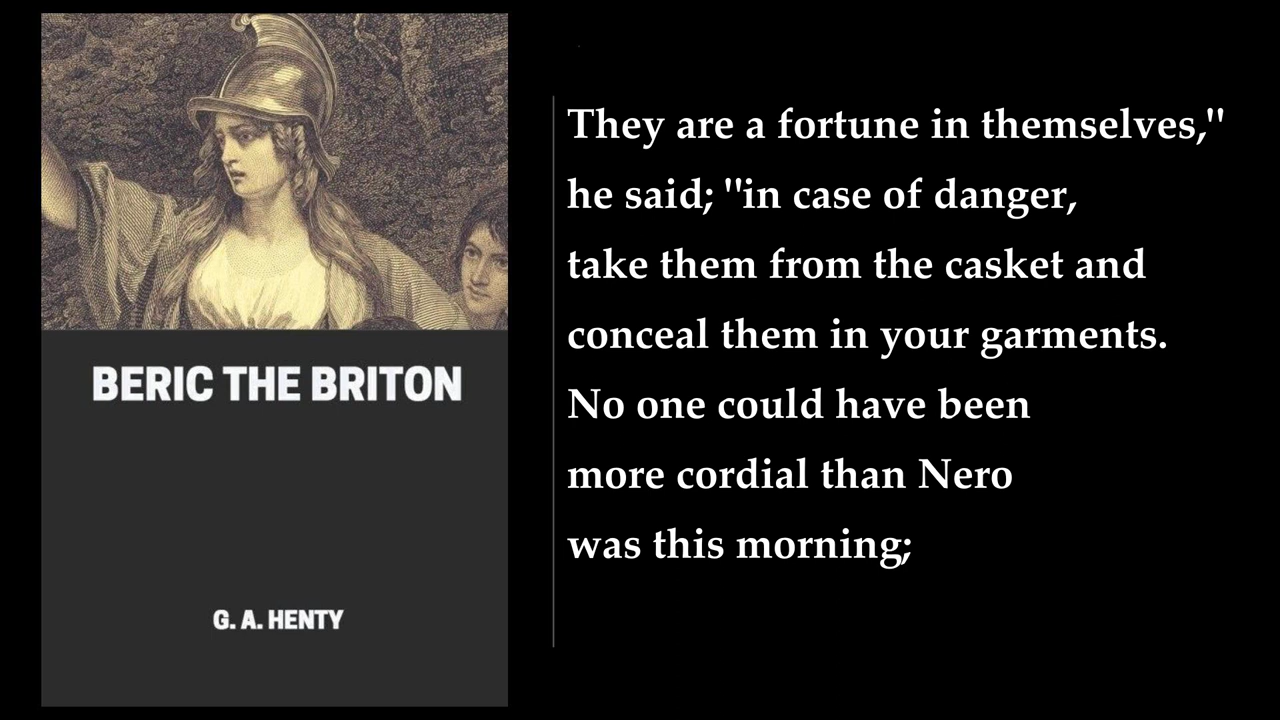 BERIC THE BRITON
G. A. HENTY
They are a fortune in themselves,"
he said; "in case of danger,
take them from the casket and
conceal them in your garments.
No one could have been
more cordial than Nero
was this morning;